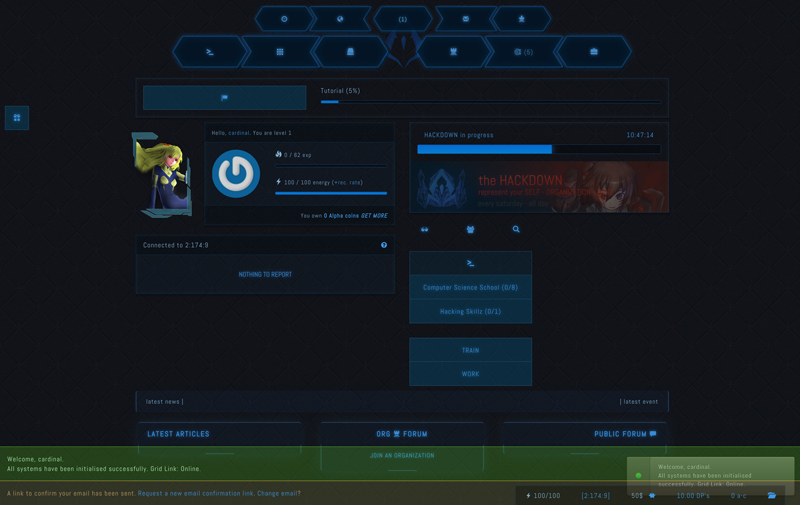 (1)
(0)
Tutorial (5%)
Hello, cardinal. You are level 1
0 / 62 exp
100 / 100 energy (+inc. rate)
You own 0 Alpha coins GET MORE
HACKDOWN in progress 10:47:14
the HACKDOWN
every saturday
Connected to 2:174:9
NOTHING TO REPORT
Computer Science School (0/8)
Hacking Skillz (0/1)
TRAIN
WORK
latest news ]
[ latest event
LATEST ARTICLES
ORG FORUM
PUBLIC FORUM
JOIN AN ORGANIZATION
Welcome, cardinal.
All systems have been initialised successfully. Grid Link: Online.
Welcome, cardinal
All systems have been initialised
successfully. Grid Link: Online
A link to confirm your email has been sent. Request a new email confirmation link. Change email?
100/100 [2:174:9] 50$ 10.00 DP's 0 a-c